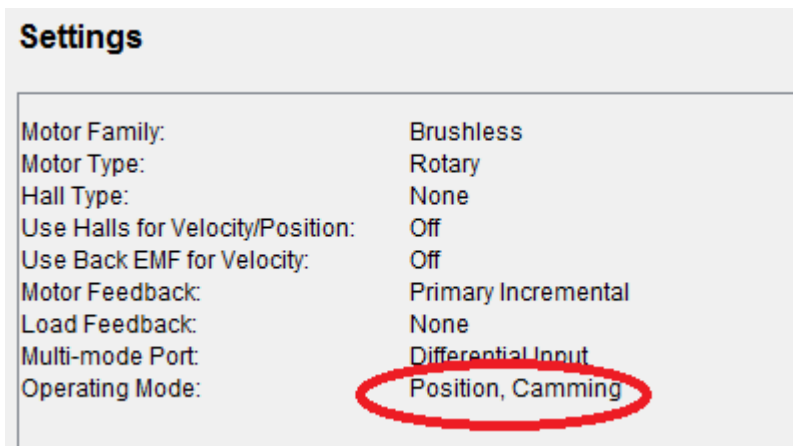 Settings
Motor Family: Brushless
Motor Type: Rotary
Hall Type: None
Use Halls for Velocity/Position: Off
Use Back EMF for Velocity: Off
Motor Feedback: Primary Incremental
Load Feedback: None
Multi-mode Port: Differential Input
Operating Mode: Position, Camming